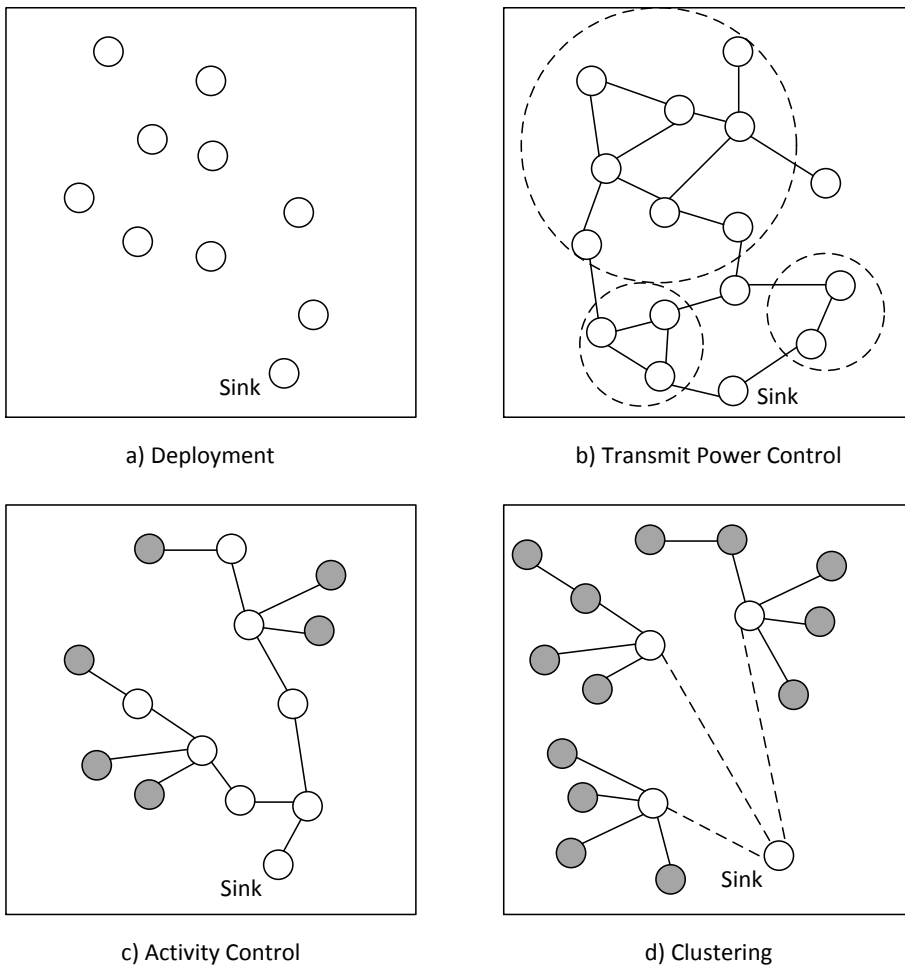 Sink
a) Deployment
Sink
b) Transmit Power Control
Sink
c) Activity Control
Sink
d) Clustering